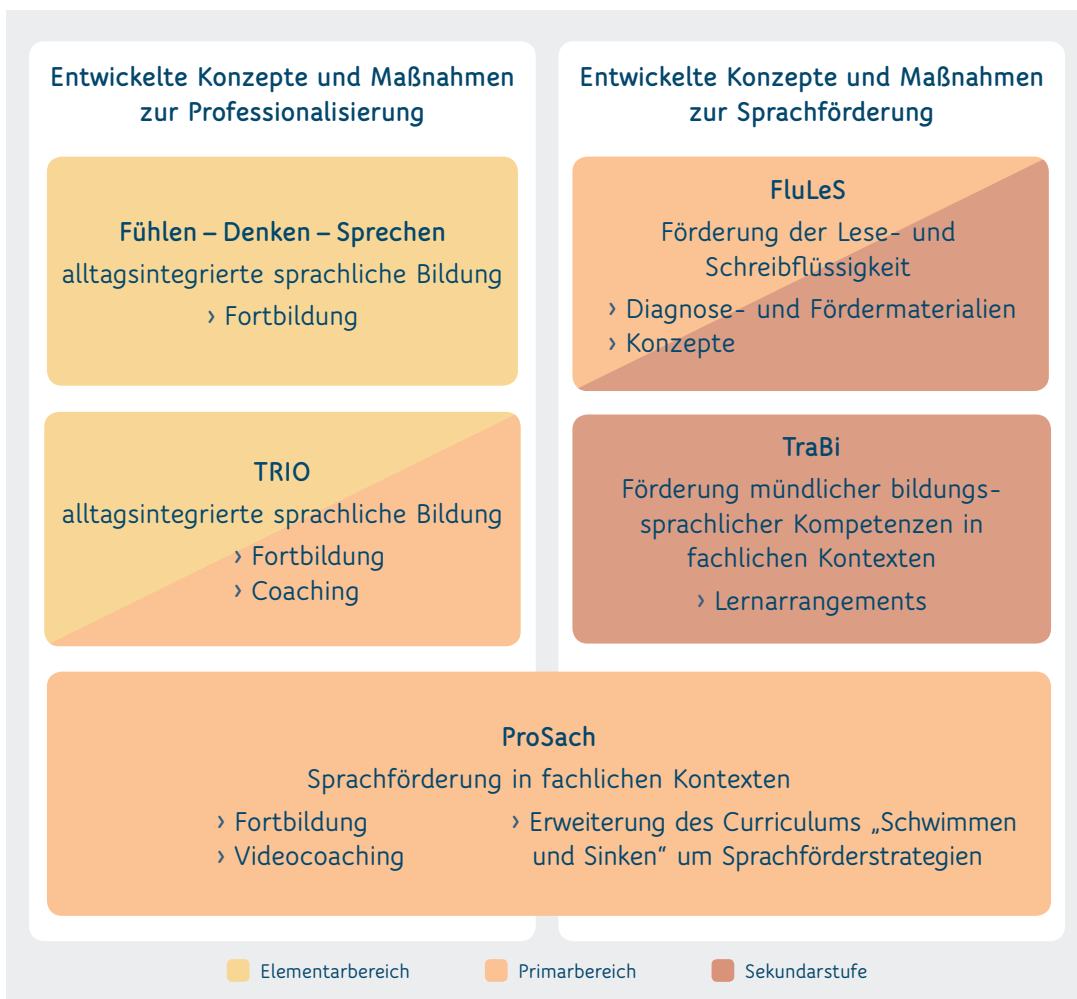 Entwickelte Konzepte und Maßnahmen
zur Professionalisierung
Fühlen – Denken – Sprechen
alltagsintegrierte sprachliche Bildung
› Fortbildung
TRIO
alltagsintegrierte sprachliche Bildung
› Fortbildung
› Coaching
Entwickelte Konzepte und Maßnahmen
zur Sprachförderung
FluLeS
Förderung der Lese- und
Schreibflüssigkeit
› Diagnose- und Fördermaterialien
› Konzepte
TraBi
Förderung mündlicher bildungs-
sprachlicher Kompetenzen in
fachlichen Kontexten
› Lernarrangements
ProSach
Sprachförderung in fachlichen Kontexten
› Fortbildung
› Videocoaching
› Erweiterung des Curriculums „Schwimmen
und Sinken“ um Sprachförderstrategien
Elementarbereich
Primarbereich
Sekundarstufe